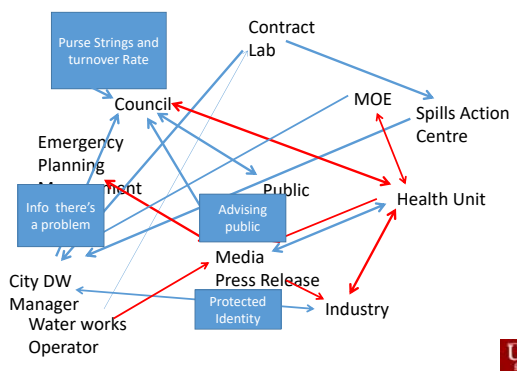 Purse Strings and
turnover Rate
Contract
Lab
Council
MOE
Spills Action
Centre
Emergency
Planning
Info there's
a problem
Public
Advising
public
Health Unit
Media
Press Release
City DW
Manager
Protected
Identity
Industry
Water works
Operator
U